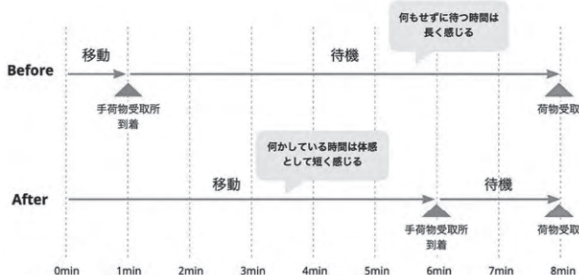 何もせずに待つ時間は
長く感じる
移動
待機
Before
手荷物受取所
到着
荷物受取
何かしている時間は体感
として短く感じる
移動
待機
After
手荷物受取所
到着
荷物受取
0min 1min 2min 3min 4min 5min 6min 7min 8min